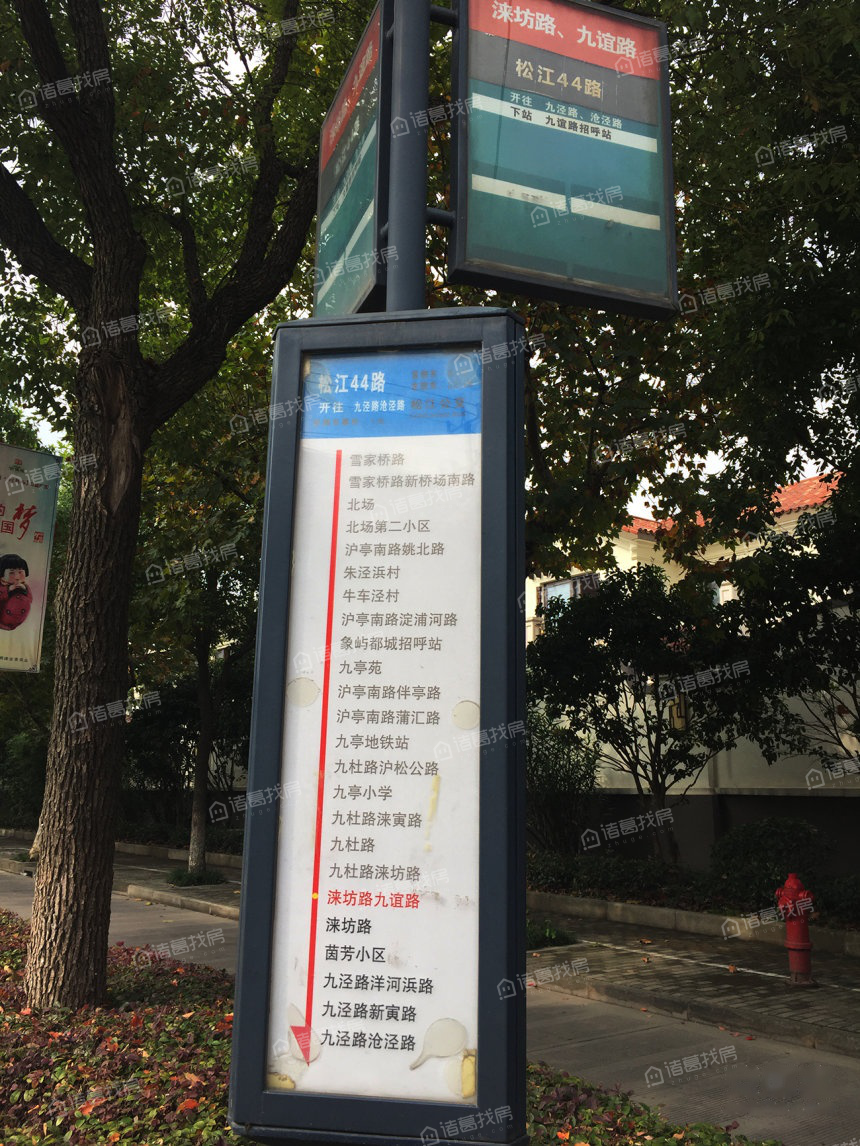 涞坊路、九谊路
松江44路
开往 九泾路、沧泾路
下站 九谊路招呼站
松江44路
开往 九泾路沧泾路
雪家桥路
雪家桥路新桥场南路
北场
北场第二小区
沪亭南路姚北路
朱泾浜村
牛车泾村
沪亭南路淀浦河路
象屿都城招呼站
九亭苑
沪亭南路伴亭路
沪亭南路蒲汇路
九亭地铁站
九杜路沪松公路
九亭小学
九杜路涞寅路
九杜路
九杜路涞坊路
涞坊路九谊路
涞坊路
茵芳小区
九泾路洋河浜路
九泾路新寅路
九泾路沧泾路
国梦
诸葛找房